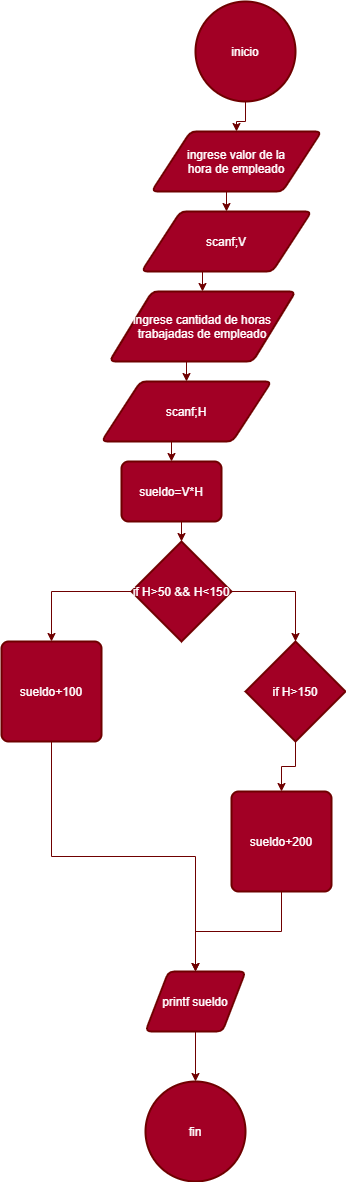 inicio
ingrese valor de la
hora de empleado
scanf;V
ingrese cantidad de horas
trabajadas de empleado
scanf;H
sueldo=V*H
if H>50 && H<150
sueldo+100
if H>150
sueldo+200
printf sueldo
fin